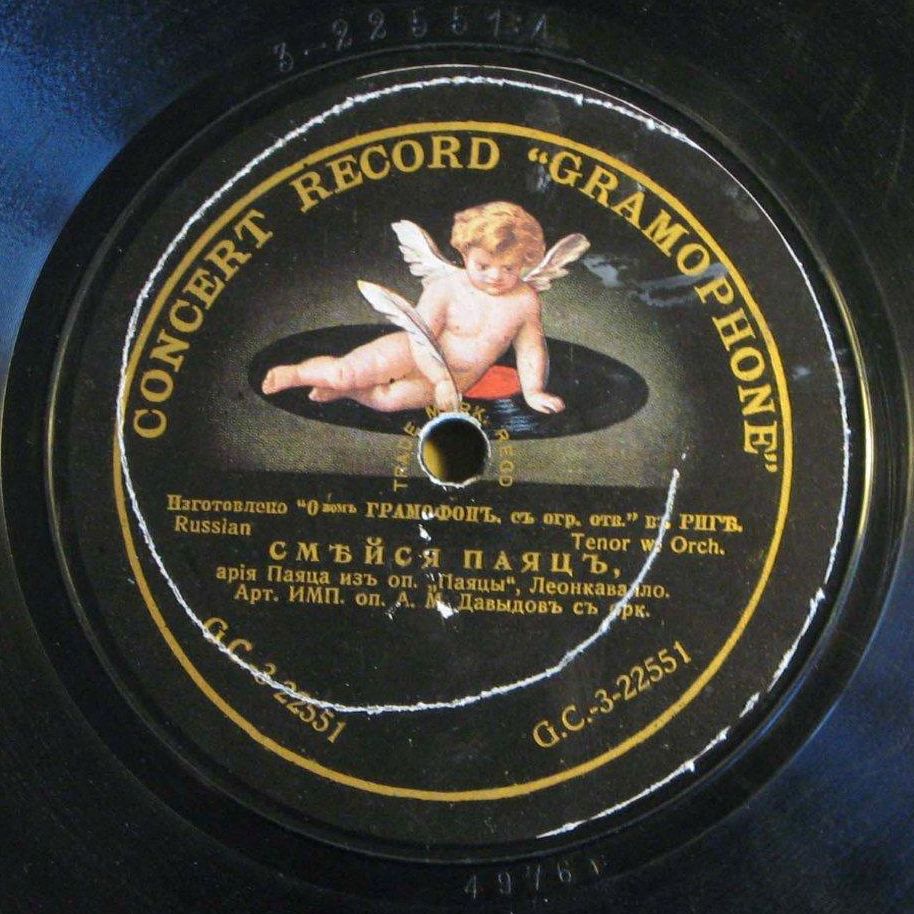 3-22551
CONCERT RECORD “GRAMOPHONE”
TRADE MARK. REGD
Изготовлено “О-вомъ ГРАМОФОНЪ. съ огр. отв.” въ РИГѢ.
Russian
Tenor w. Orch.
СМѢЙСЯ ПАЯЦЪ,
арія Паяца изъ оп. „Паяцы“, Леонкавалло.
Арт. ИМП. оп. А. М. Давыдовъ съ орк.
G.C.-3-22551
G.C.-3-22551